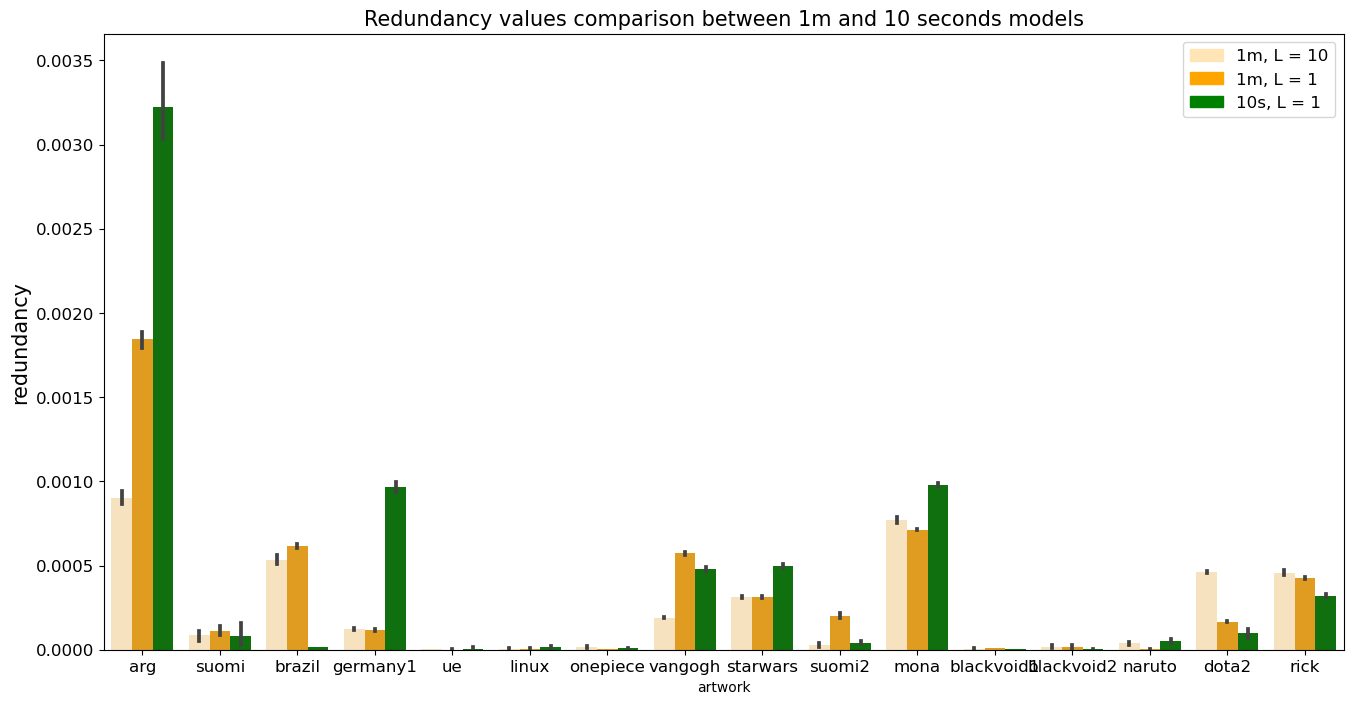 Redundancy values comparison between 1m and 10 seconds models
1m, L = 10
1m, L = 1
10s, L = 1
redundancy
0.0035
0.0030
0.0025
0.0020
0.0015
0.0010
0.0005
0.0000
arg suomi brazil germany1 ue linux onepiece vangogh starwars suomi2 mona blackvoid1 blackvoid2 naruto dota2 rick
artwork